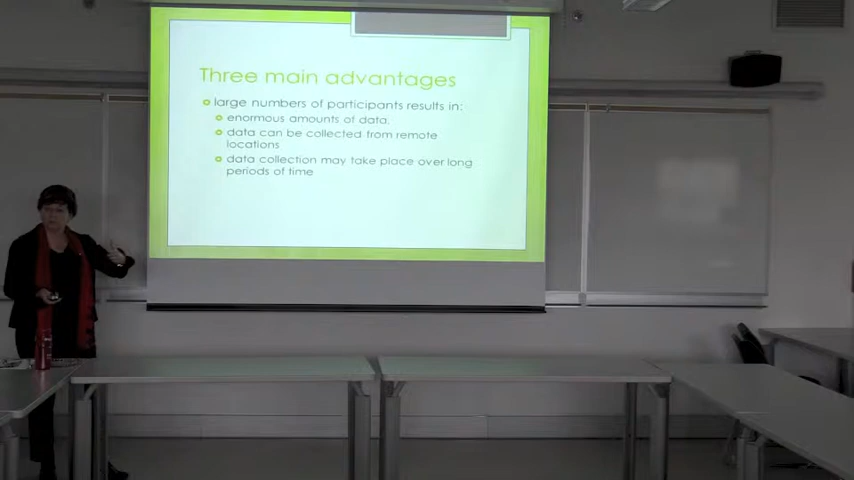 Three main advantages
large numbers of participants results in:
enormous amounts of data.
data can be collected from remote
locations
data collection may take place over long
periods of time